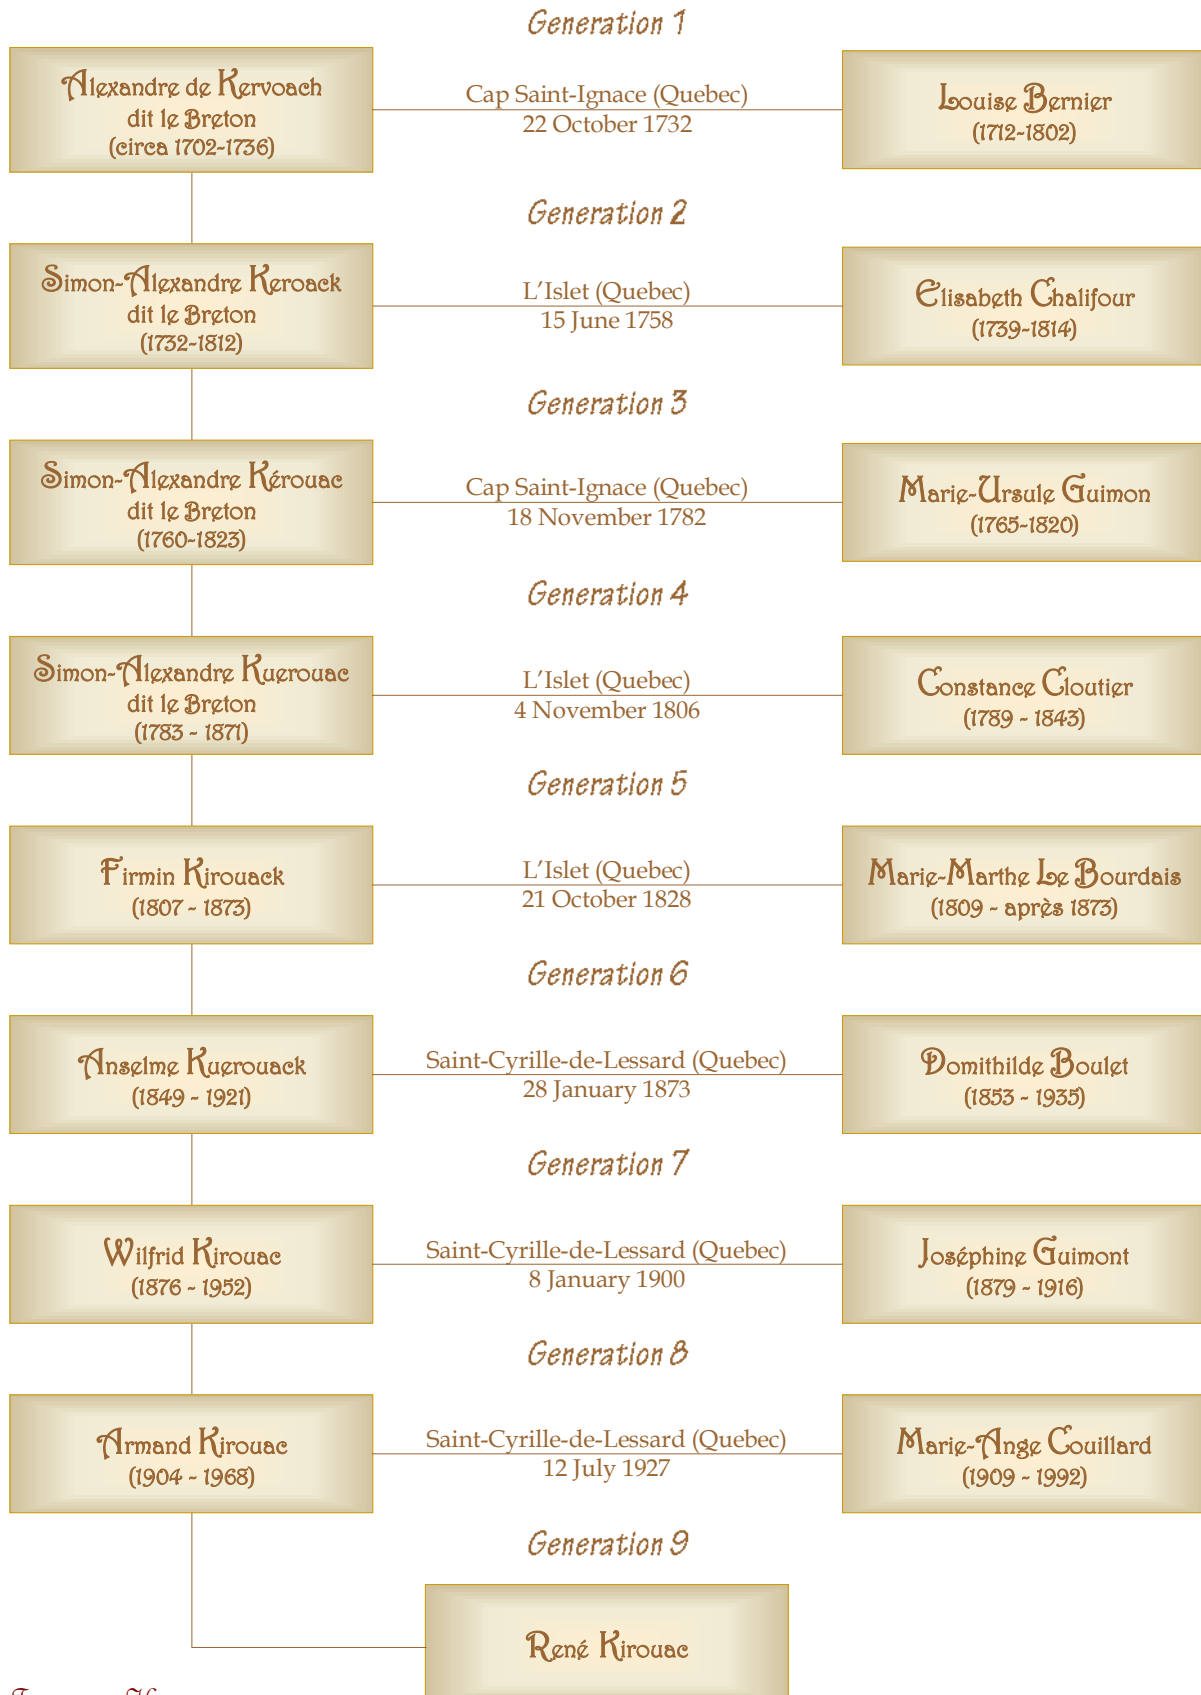 Generation 1
Alexandre de Kervoach
dit le Breton
(circa 1702-1736)
Cap Saint-Ignace (Quebec)
22 October 1732
Louise Bernier
(1712-1802)
Generation 2
Simon-Alexandre Keroack
dit le Breton
(1732-1812)
L'Islet (Quebec)
15 June 1758
Elisabeth Chalifour
(1739-1814)
Generation 3
Simon-Alexandre Kérouac
dit le Breton
(1760-1823)
Cap Saint-Ignace (Quebec)
18 November 1782
Marie-Ursule Guimon
(1765-1820)
Generation 4
Simon-Alexandre Kuerouac
dit le Breton
(1783 - 1871)
L'Islet (Quebec)
4 November 1806
Constance Cloutier
(1789 - 1843)
Generation 5
Firmin Kirouack
(1807 - 1873)
L'Islet (Quebec)
21 October 1828
Marie-Marthe Le Bourdais
(1809 - après 1873)
Generation 6
Anselme Kuerouack
(1849 - 1921)
Saint-Cyrille-de-Lessard (Quebec)
28 January 1873
Domithilde Boulet
(1853 - 1935)
Generation 7
Wilfrid Kirouac
(1876 - 1952)
Saint-Cyrille-de-Lessard (Quebec)
8 January 1900
Joséphine Guimont
(1879 - 1916)
Generation 8
Armand Kirouac
(1904 - 1968)
Saint-Cyrille-de-Lessard (Quebec)
12 July 1927
Marie-Ange Couillard
(1909 - 1992)
Generation 9
René Kirouac